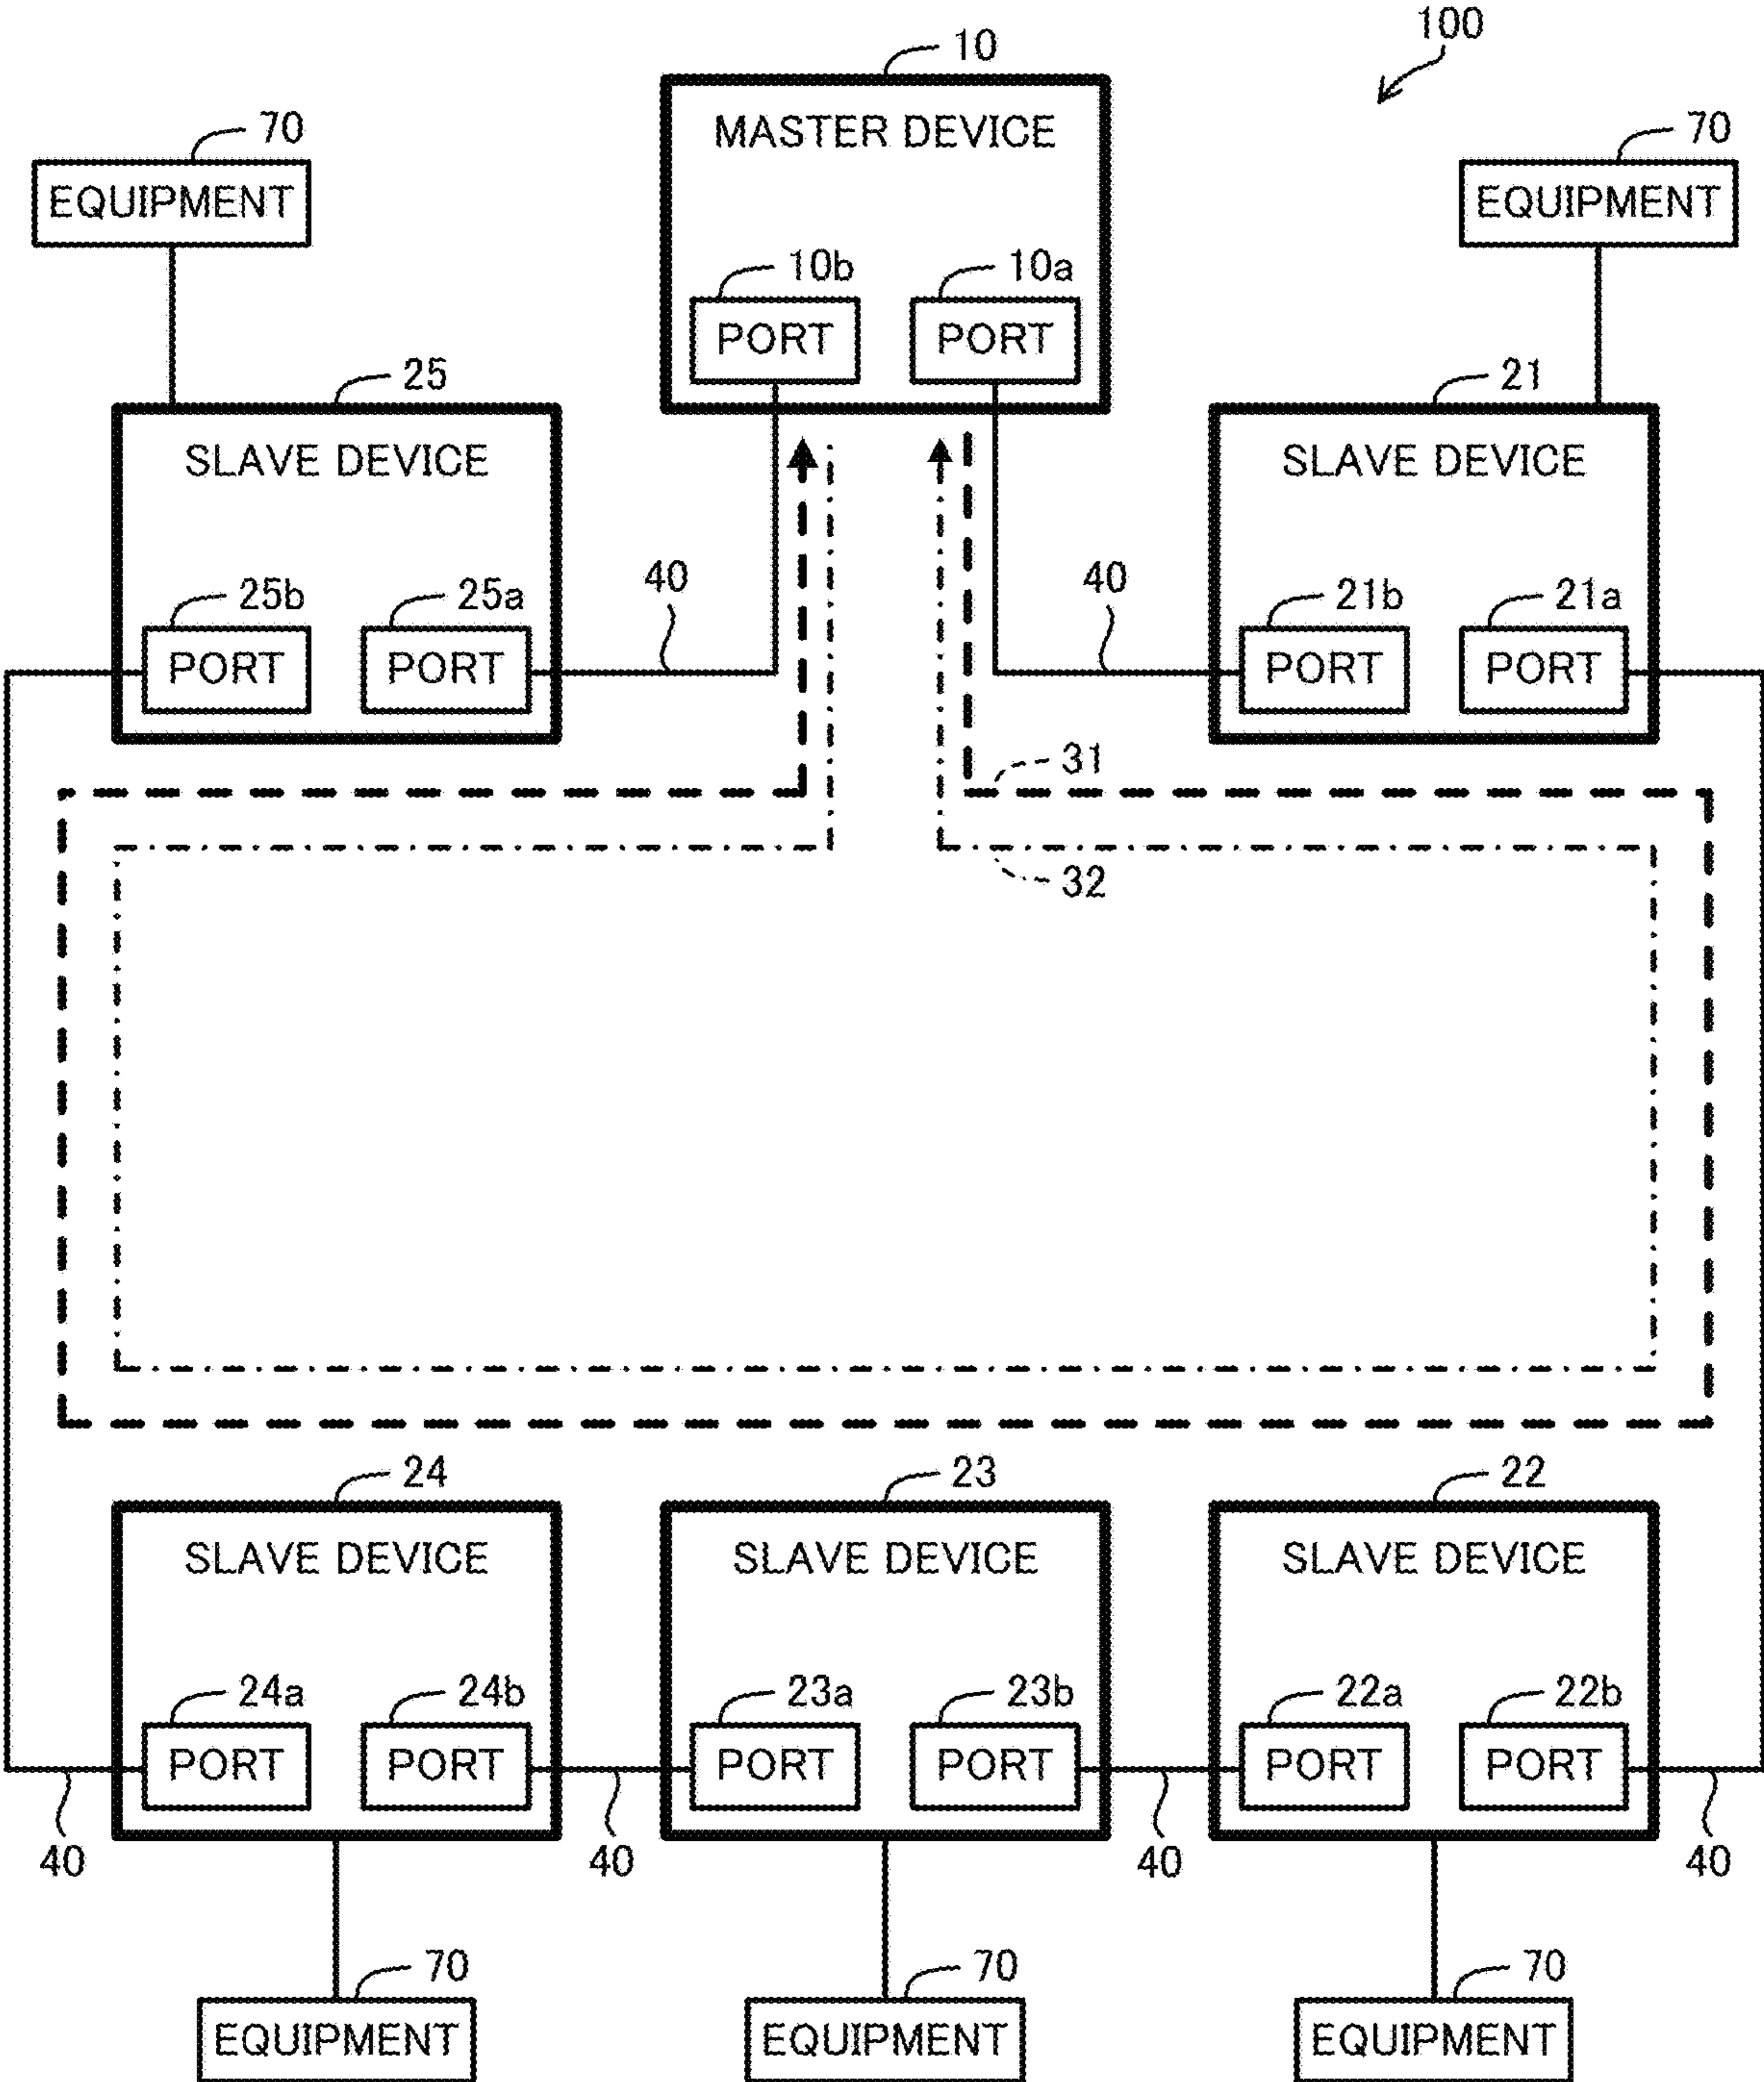 100
10
MASTER DEVICE
70
EQUIPMENT
70
EQUIPMENT
10b
10a
PORT
PORT
25
SLAVE DEVICE
21
SLAVE DEVICE
25b
25a
40
40
21b
21a
PORT
PORT
PORT
PORT
31
32
24
23
22
SLAVE DEVICE
SLAVE DEVICE
SLAVE DEVICE
24a
24b
23a
23b
22a
22b
PORT
PORT
PORT
PORT
PORT
PORT
40
40
40
40
70
70
70
EQUIPMENT
EQUIPMENT
EQUIPMENT